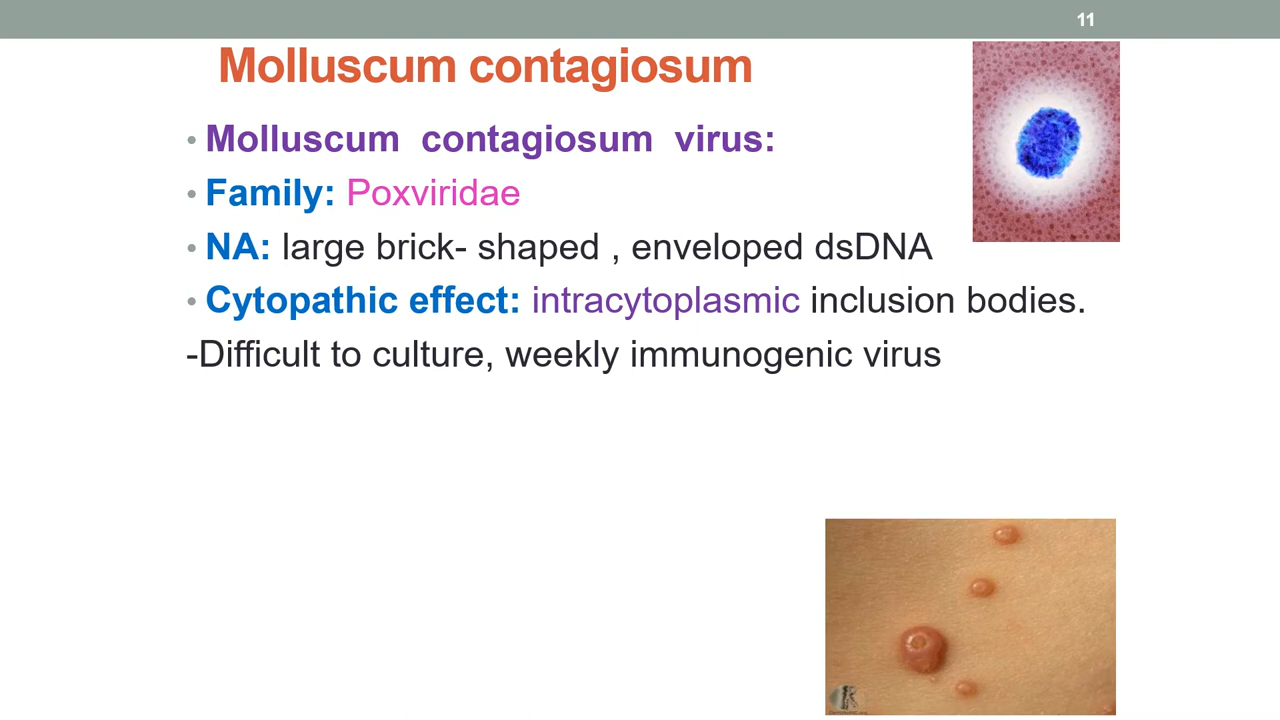 11
Molluscum contagiosum
• Molluscum contagiosum virus:
• Family: Poxviridae
• NA: large brick- shaped , enveloped dsDNA
• Cytopathic effect: intracytoplasmic inclusion bodies.
-Difficult to culture, weekly immunogenic virus